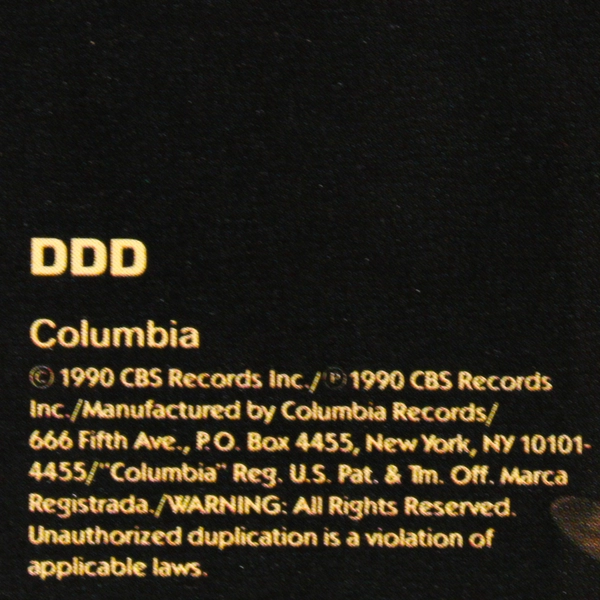 DDD
Columbia
© 1990 CBS Records Inc./℗ 1990 CBS Records
Inc./Manufactured by Columbia Records/
666 Fifth Ave., P.O. Box 4455, New York, NY 10101-
4455/"Columbia" Reg. U.S. Pat. & Tm. Off. Marca
Registrada./WARNING: All Rights Reserved.
Unauthorized duplication is a violation of
applicable laws.